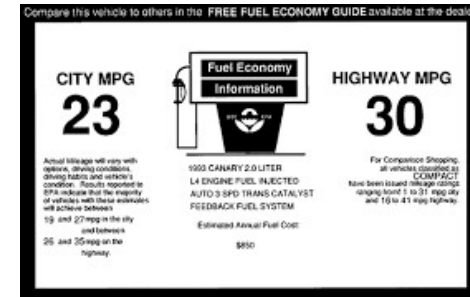 Compare this vehicle to others in the FREE FUEL ECONOMY GUIDE available at the deale
CITY MPG
23
Fuel Economy
Information
HIGHWAY MPG
30
Actual Mileage will vary with
options, driving conditions,
driving habits and vehicle's
condition. Results reported to
EPA indicate that the majority
of vehicles with these estimates
will achieve between
19 and 27 mpg in the city
and between
26 and 35 mpg on the
highway.
1993 CANARY 2.0 LITER
L4 ENGINE FUEL INJECTED
AUTO 3 SPD TRANS CATALYST
FEEDBACK FUEL SYSTEM
Estimated Annual Fuel Cost:
$850
For Comparison Shopping,
all vehicles classified as
COMPACT
have been issued mileage ratings
ranging from 11 to 31 mpg city
and 16 to 41 mpg highway.